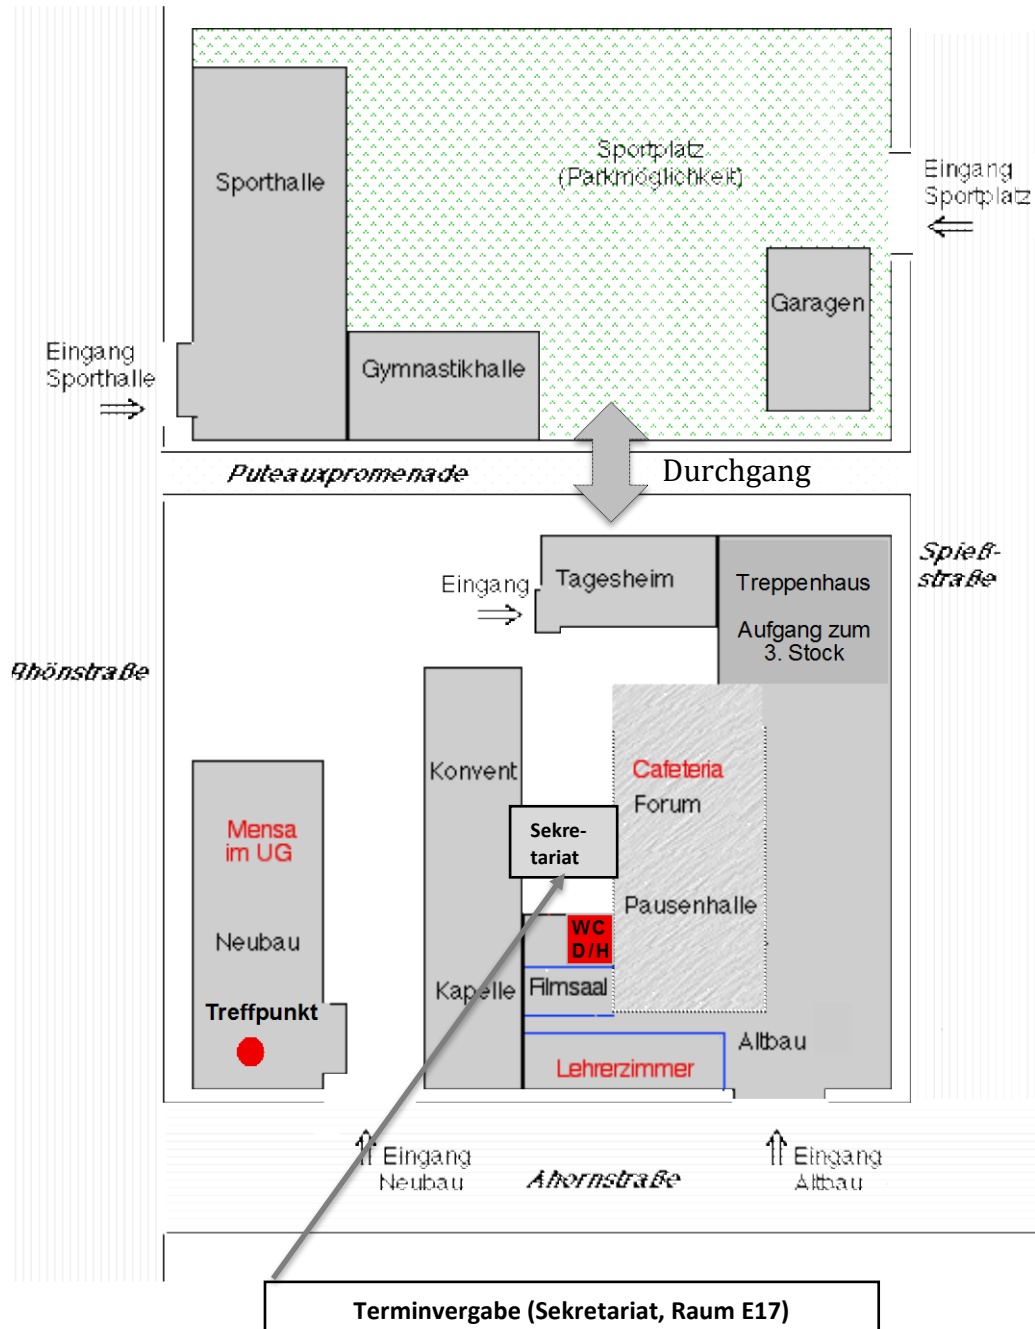 Sporthalle
Sportplatz
(Parkmöglichkeit)
Eingang
Sportplatz
Garagen
Eingang
Sporthalle
Gymnastikhalle
Puteauxpromenade
Durchgang
Spieß-
straße
Eingang
Tagesheim
Treppenhaus
Aufgang zum
3. Stock
Rhönstraße
Konvent
Cafeteria
Forum
Mensa
im UG
Sekre-
tariat
Pausenhalle
WC
D/H
Neubau
Kapelle
Filmsaal
Treffpunkt
Altbau
Lehrerzimmer
Eingang
Neubau
Ahornstraße
Eingang
Altbau
Terminvergabe (Sekretariat, Raum E17)